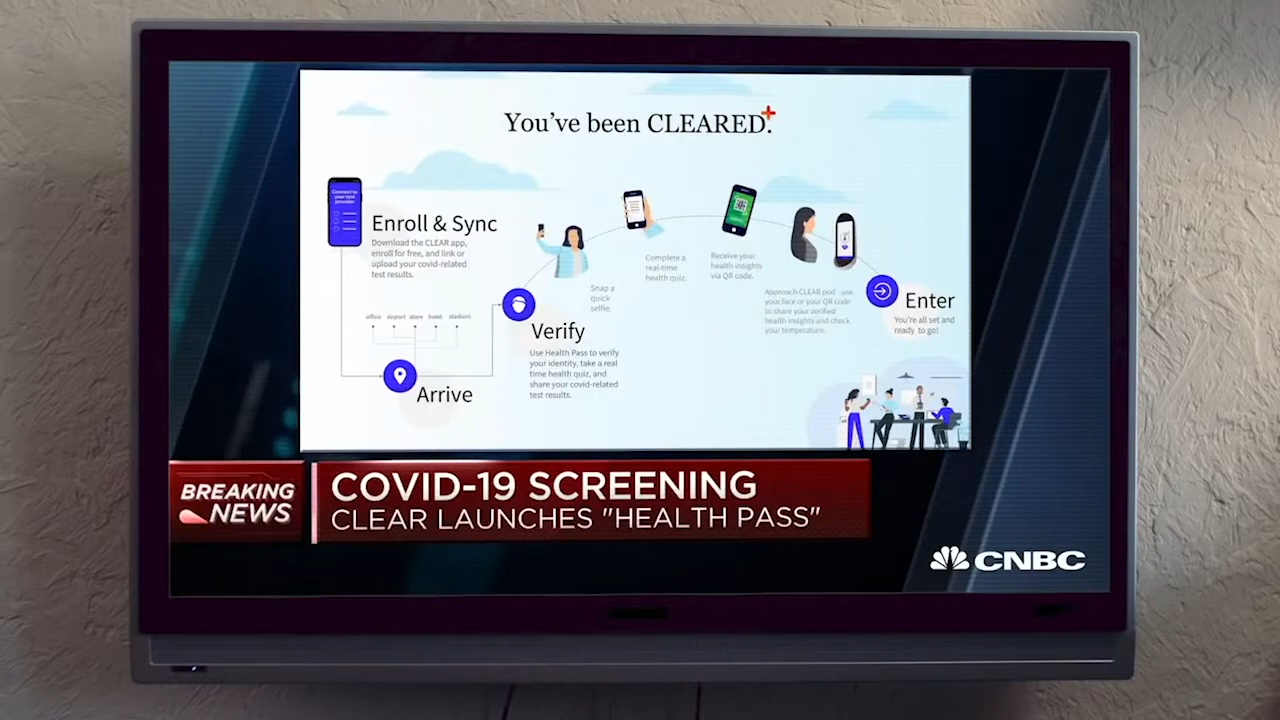 You've been CLEARED.
Connect to
your test
provider
Enroll & Sync
Download the CLEAR app,
enroll for free, and link or
upload your covid-related
test results.
office airport store hotel stadium
Arrive
Verify
Use Health Pass to verify
your identity, take a real
time health quiz, and
share your covid-related
test results.
Snap a
quick
selfie.
Complete a
real-time
health quiz.
Receive your
health insights
via QR code.
Approach CLEAR pod use
your face or your QR code
to share your verified
health insights and check
your temperature.
Enter
You're all set and
ready to go!
BREAKING
NEWS
COVID-19 SCREENING
CLEAR LAUNCHES "HEALTH PASS"
CNBC